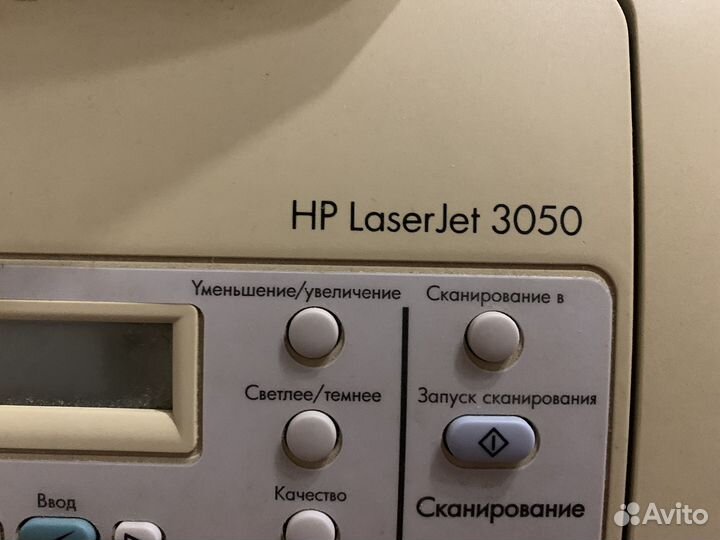 HP LaserJet 3050
Уменьшение/увеличение
Сканирование в
Светлее/темнее
Запуск сканирования
Качество
Сканирование
Ввод
Avito